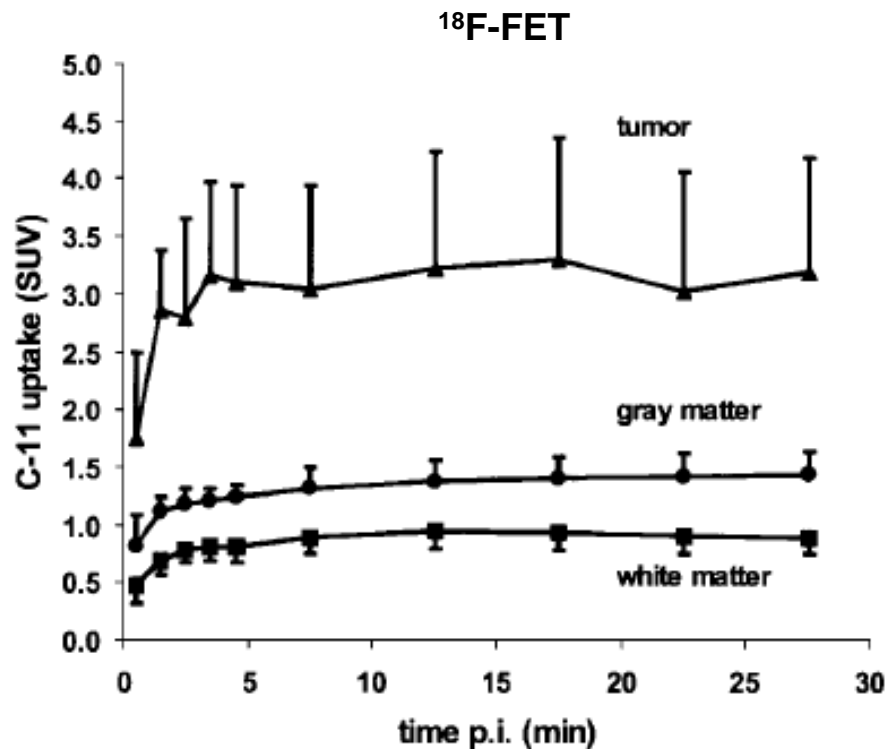 ¹⁸F-FET
C-11 uptake (SUV)
5.0
4.5
4.0
3.5
3.0
2.5
2.0
1.5
1.0
0.5
0.0
tumor
gray matter
white matter
0 5 10 15 20 25 30
time p.i. (min)